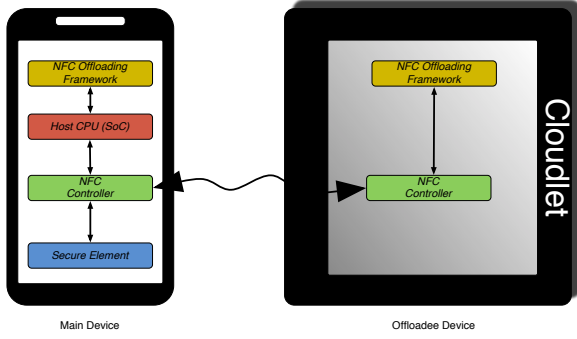 NFC Offloading
Framework
Host CPU (SoC)
NFC
Controller
Secure Element
Main Device
NFC Offloading
Framework
NFC
Controller
Cloudlet
Offloadee Device